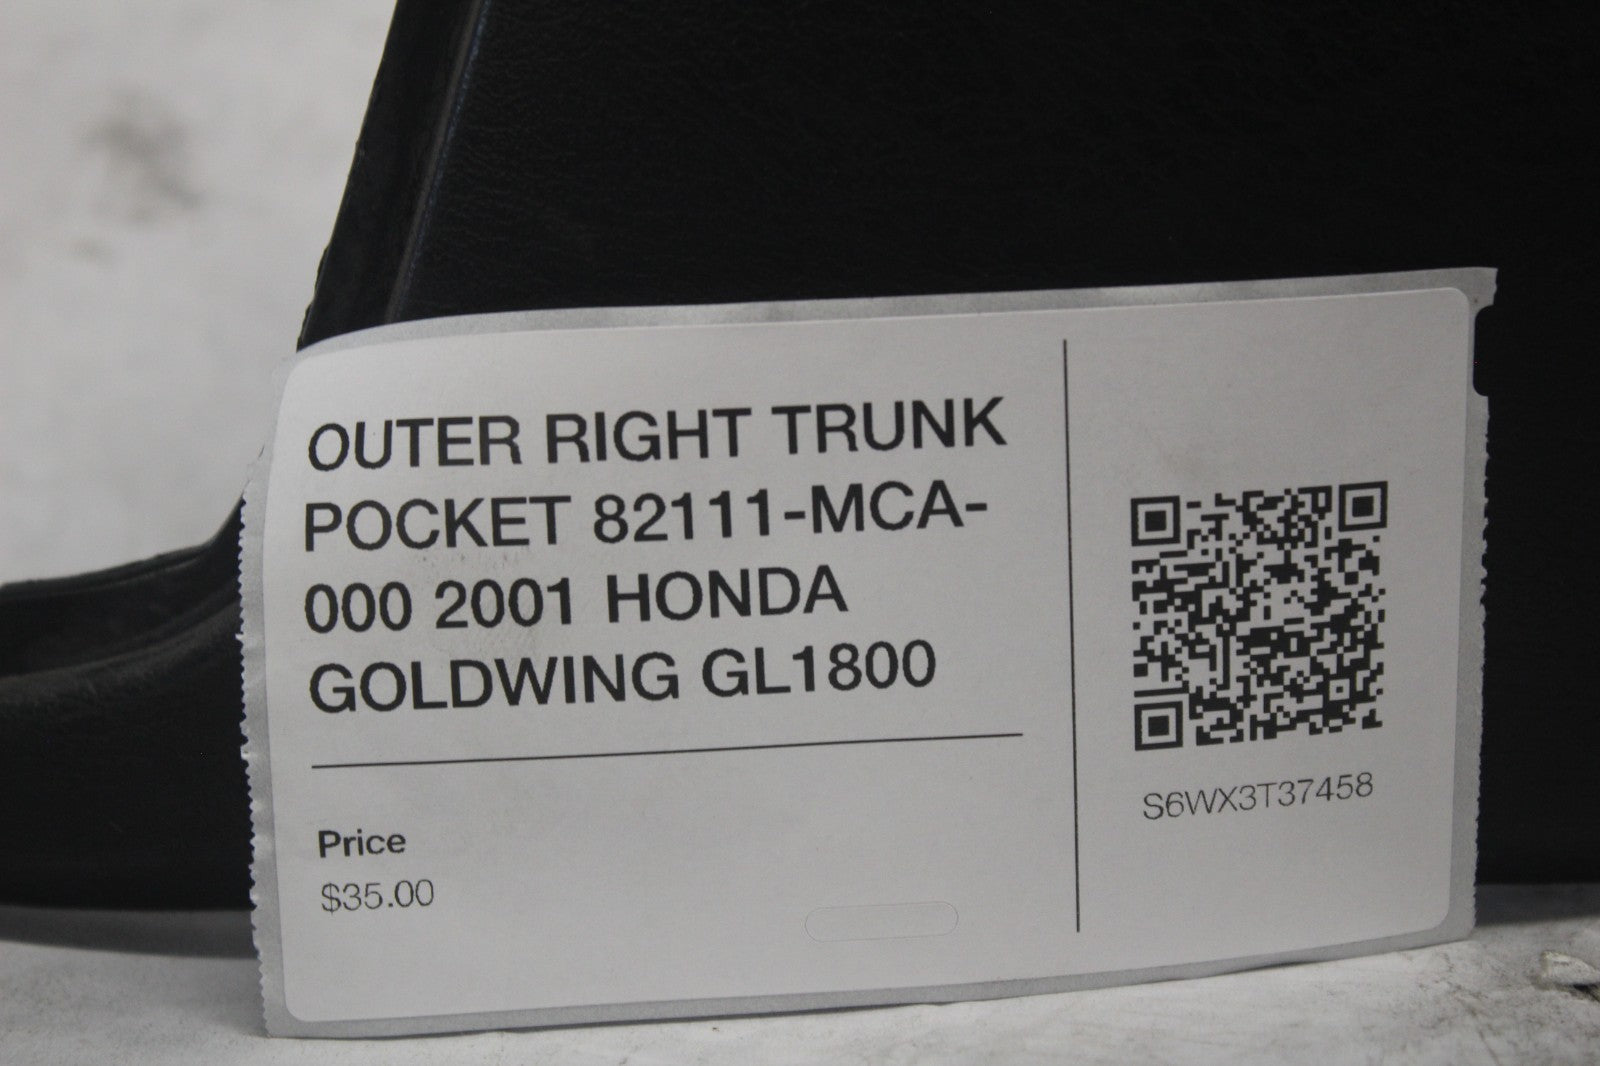 OUTER RIGHT TRUNK
POCKET 82111-MCA-
000 2001 HONDA
GOLDWING GL1800
Price
$35.00
S6WX3T37458